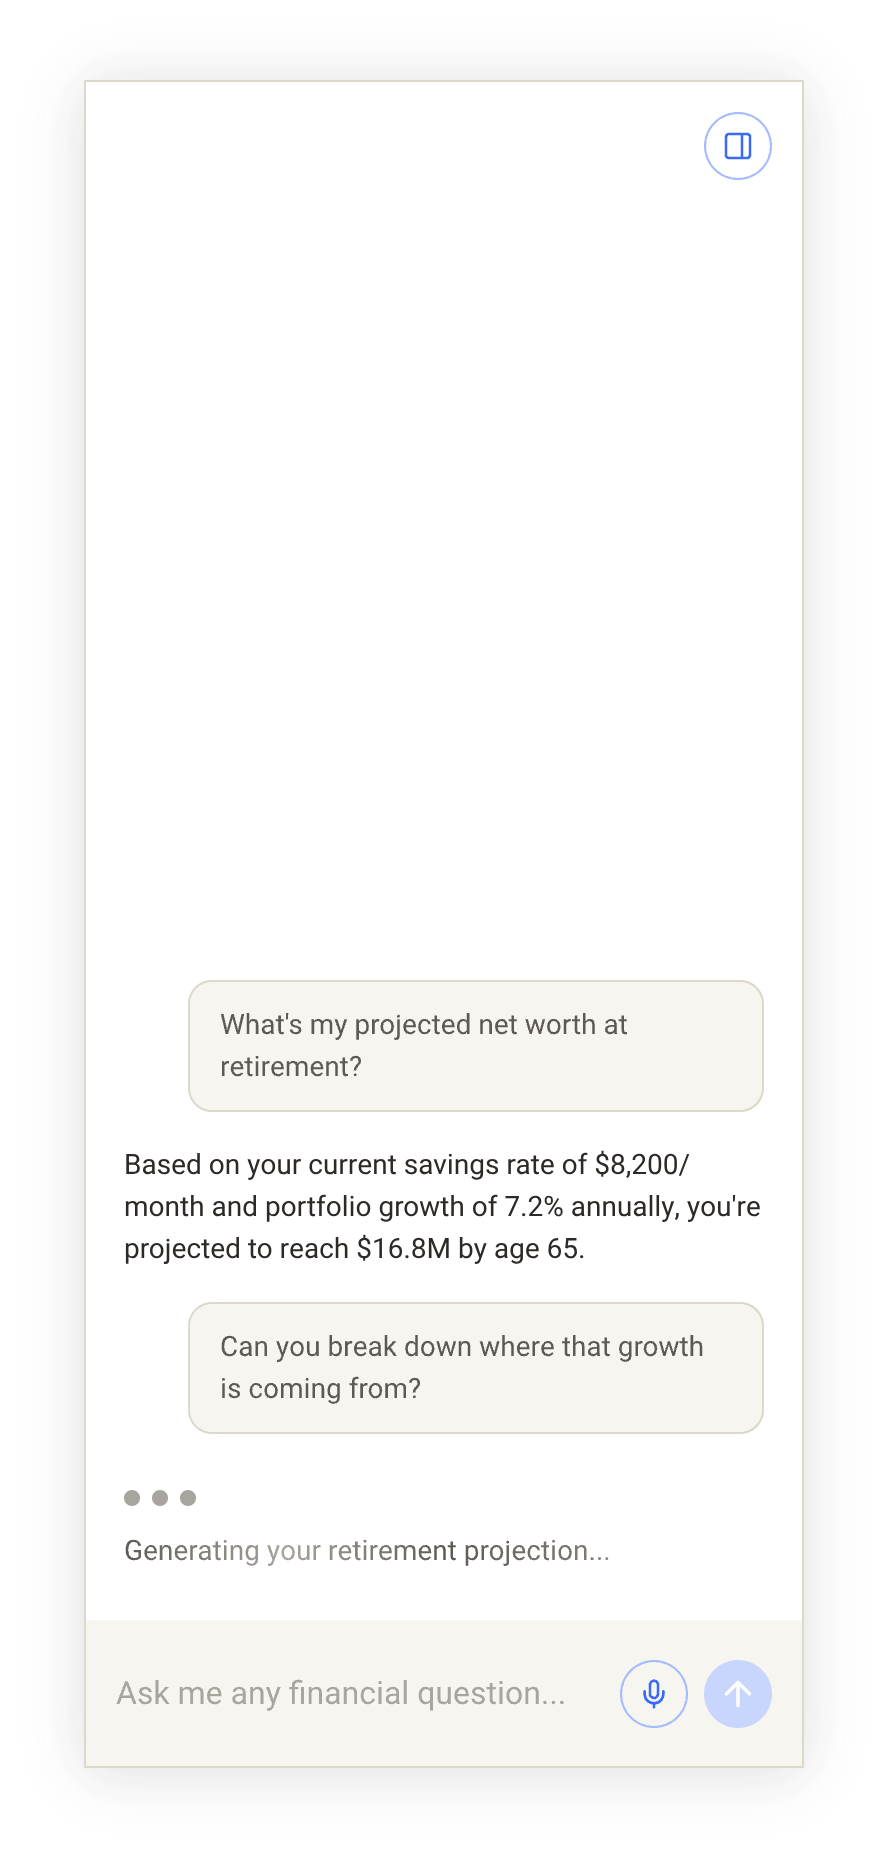 What's my projected net worth at
retirement?
Based on your current savings rate of $8,200/
month and portfolio growth of 7.2% annually, you're
projected to reach $16.8M by age 65.
Can you break down where that growth
is coming from?
Generating your retirement projection...
Ask me any financial question...